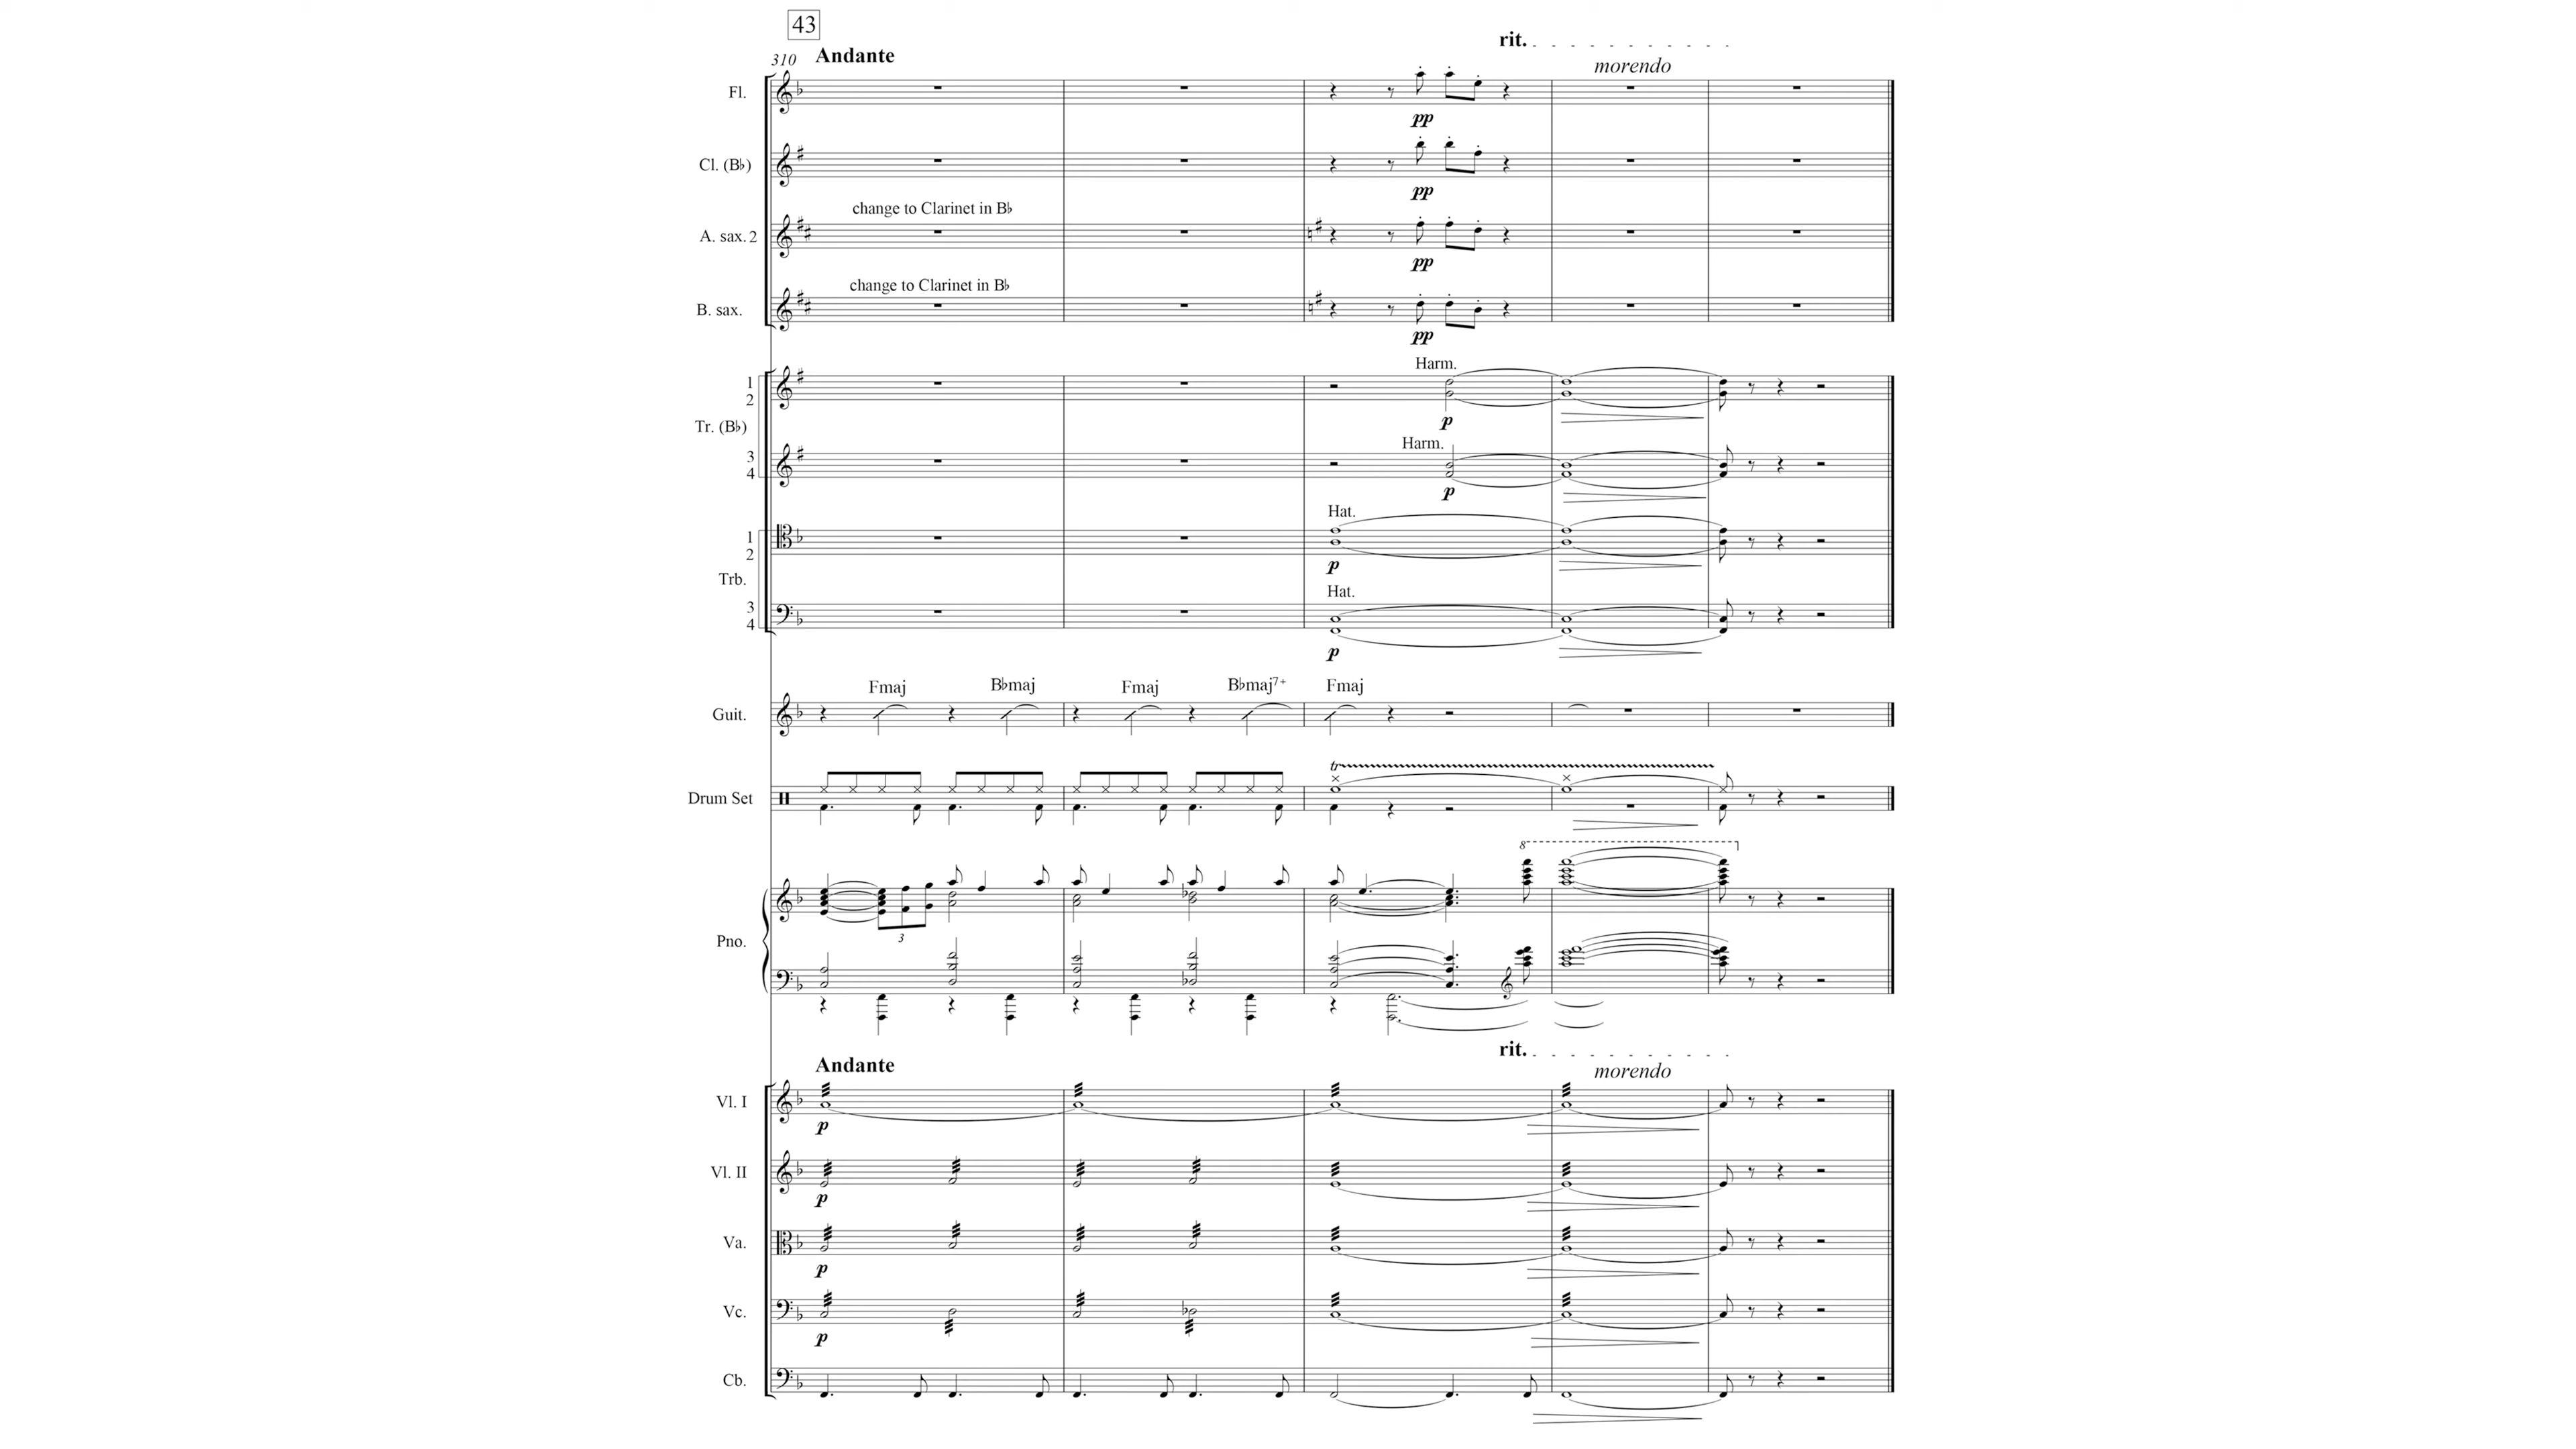 43
310 Andante
rit.
morendo
Fl.
pp
Cl. (B♭)
pp
change to Clarinet in B♭
A. sax. 2
pp
change to Clarinet in B♭
B. sax.
pp
Harm.
1
2
p
Tr. (B♭)
Harm.
3
4
p
Hat.
1
2
p
Trb.
Hat.
3
4
p
Fmaj B♭maj Fmaj B♭maj7+ Fmaj
Guit.
tr
Drum Set
8
3
Pno.
rit.
Andante
morendo
Vl. I
p
Vl. II
p
Va.
p
Vc.
p
Cb.